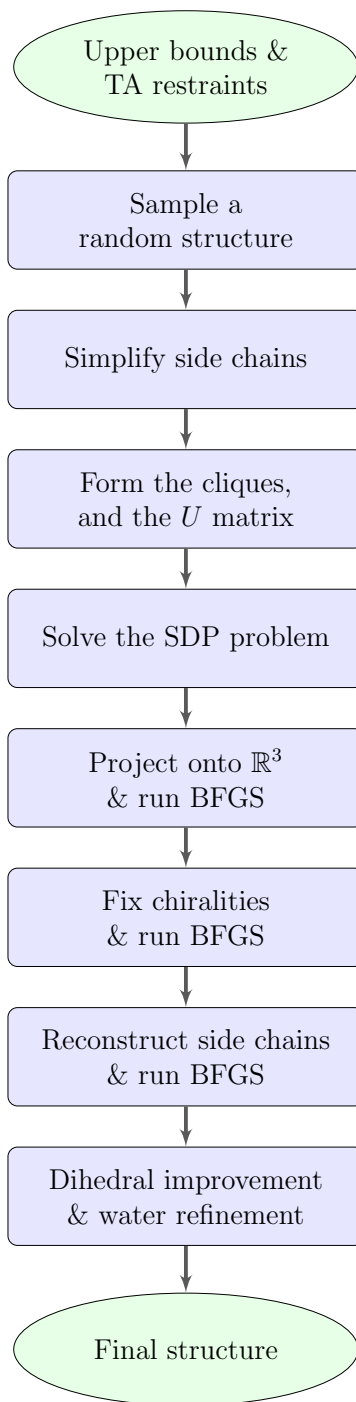 Upper bounds &
TA restraints
Sample a
random structure
Simplify side chains
Form the cliques,
and the U matrix
Solve the SDP problem
Project onto ℝ³
& run BFGS
Fix chiralities
& run BFGS
Reconstruct side chains
& run BFGS
Dihedral improvement
& water refinement
Final structure